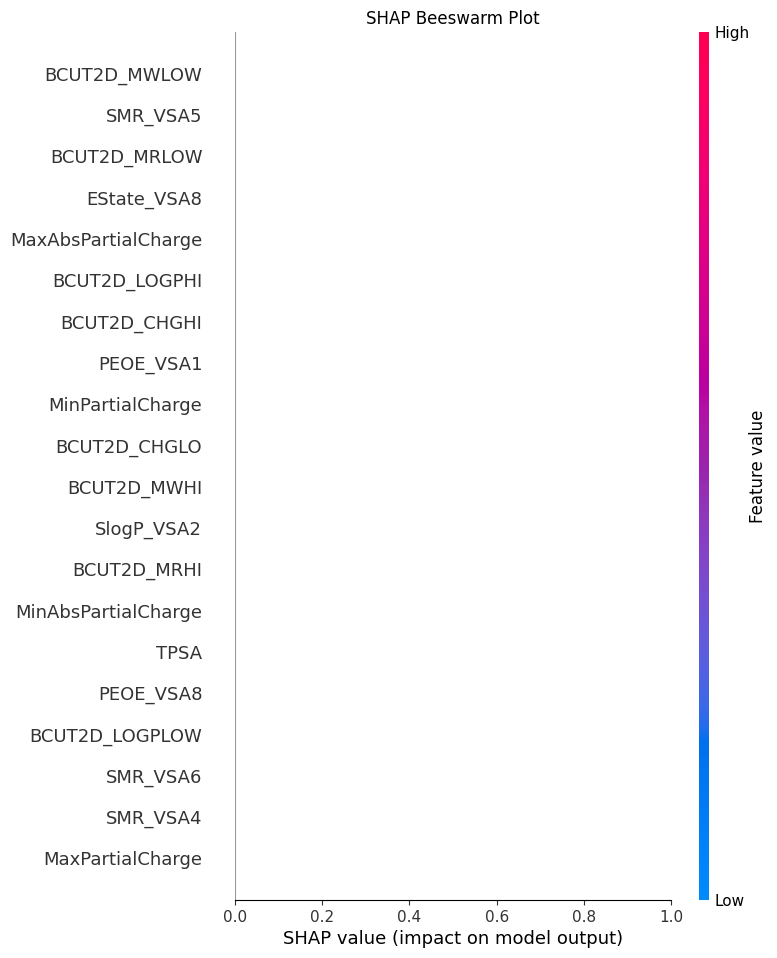 SHAP Beeswarm Plot
High
BCUT2D_MWLOW
SMR_VSA5
BCUT2D_MRLOW
EState_VSA8
MaxAbsPartialCharge
BCUT2D_LOGPHI
BCUT2D_CHGHI
PEOE_VSA1
MinPartialCharge
BCUT2D_CHGLO
BCUT2D_MWHI
SlogP_VSA2
BCUT2D_MRHI
MinAbsPartialCharge
TPSA
PEOE_VSA8
BCUT2D_LOGPLOW
SMR_VSA6
SMR_VSA4
MaxPartialCharge
Feature value
Low
0.0 0.2 0.4 0.6 0.8 1.0
SHAP value (impact on model output)